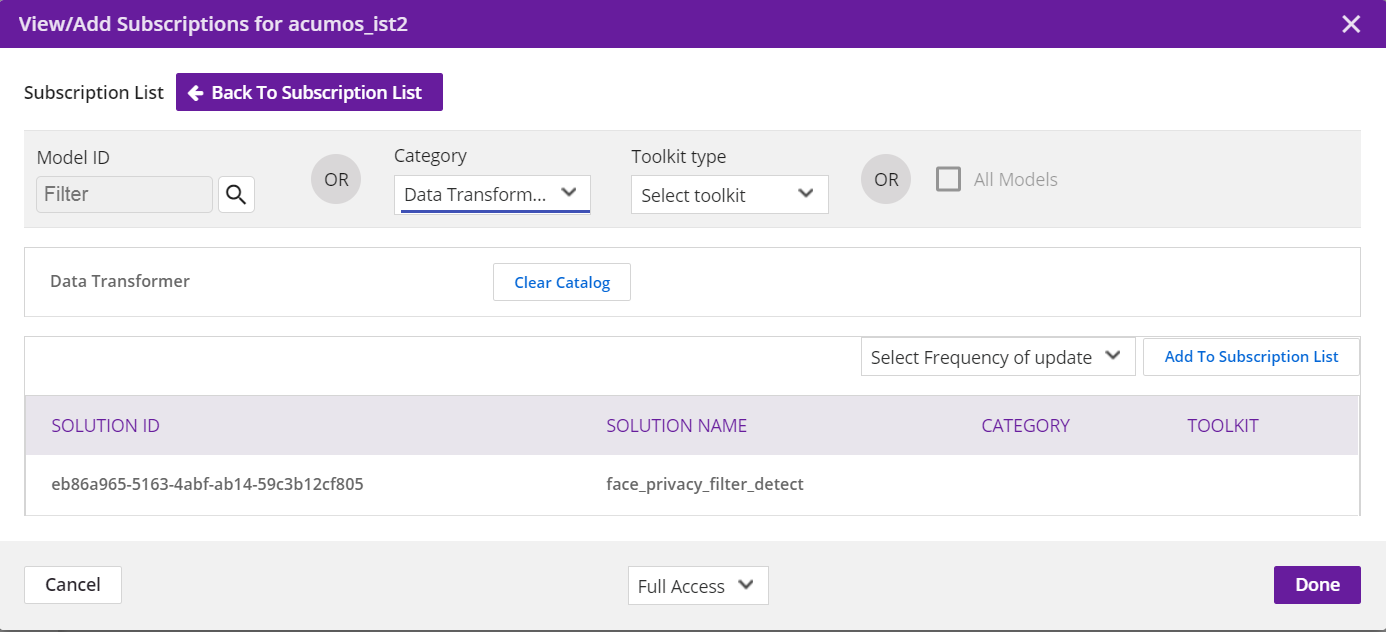 View/Add Subscriptions for acumos_ist2
Subscription List Back To Subscription List
Model ID Category Toolkit type
Filter OR Data Transform... Select toolkit OR All Models
Data Transformer Clear Catalog
Select Frequency of update Add To Subscription List
SOLUTION ID SOLUTION NAME CATEGORY TOOLKIT
eb86a965-5163-4abf-ab14-59c3b12cf805 face_privacy_filter_detect
Cancel Full Access Done